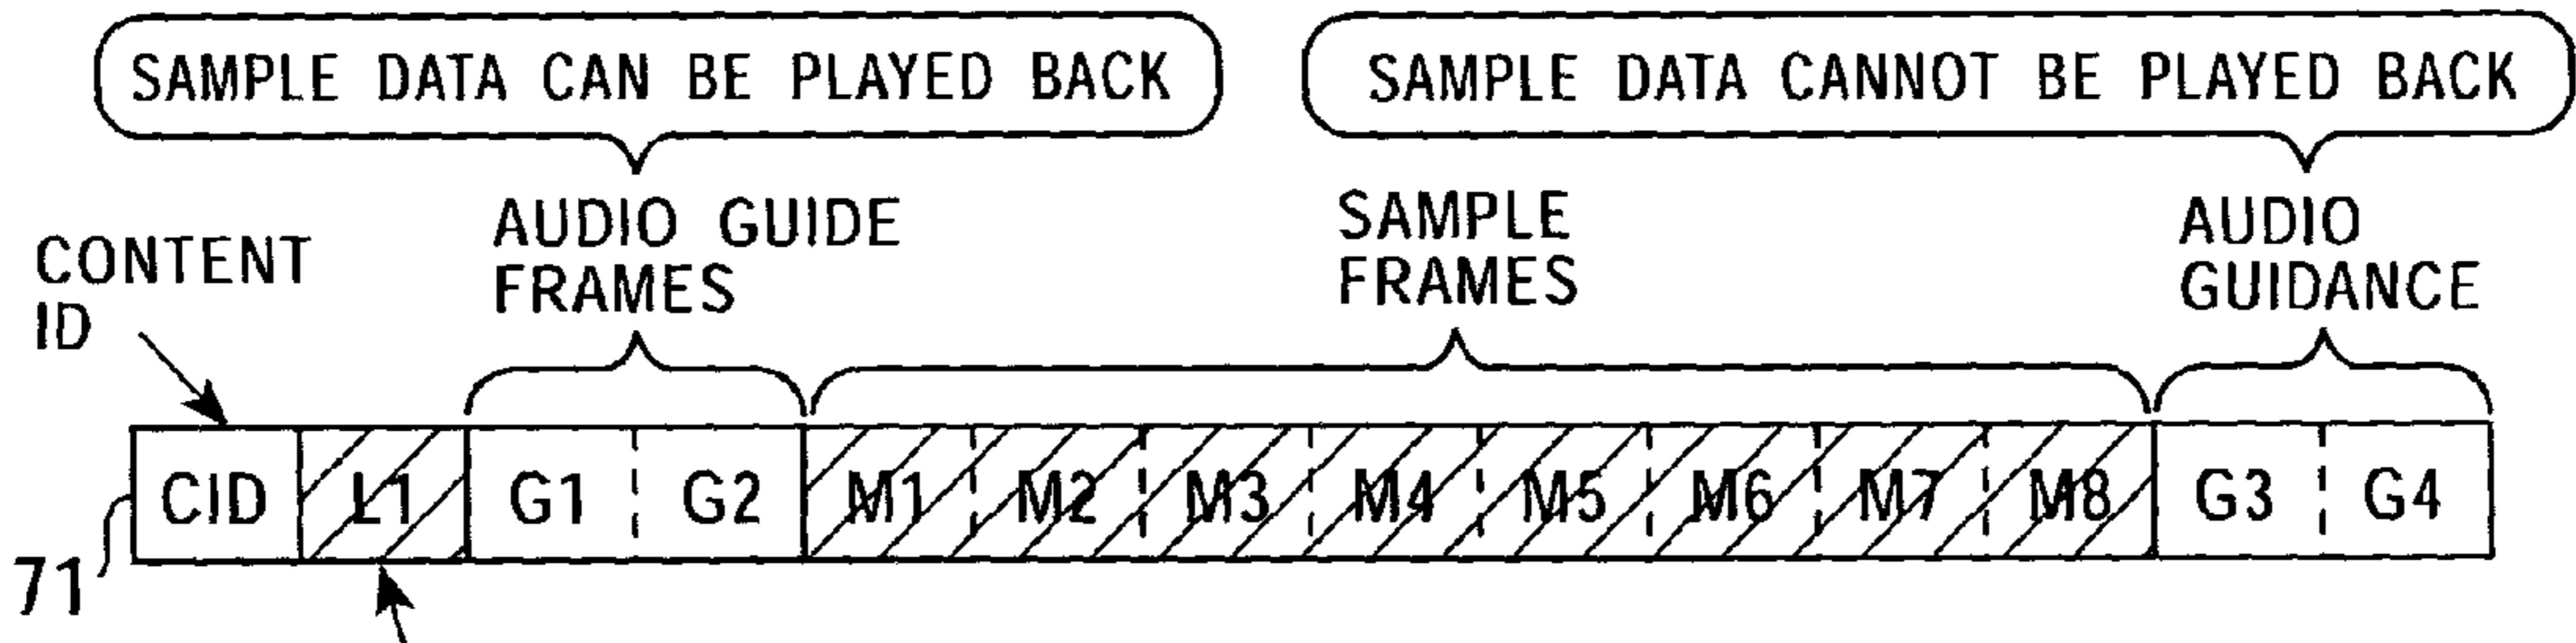 SAMPLE DATA CAN BE PLAYED BACK
SAMPLE DATA CANNOT BE PLAYED BACK
CONTENT
ID
AUDIO GUIDE
FRAMES
SAMPLE
FRAMES
AUDIO
GUIDANCE
CID L1 G1 G2 M1 M2 M3 M4 M5 M6 M7 M8 G3 G4
71